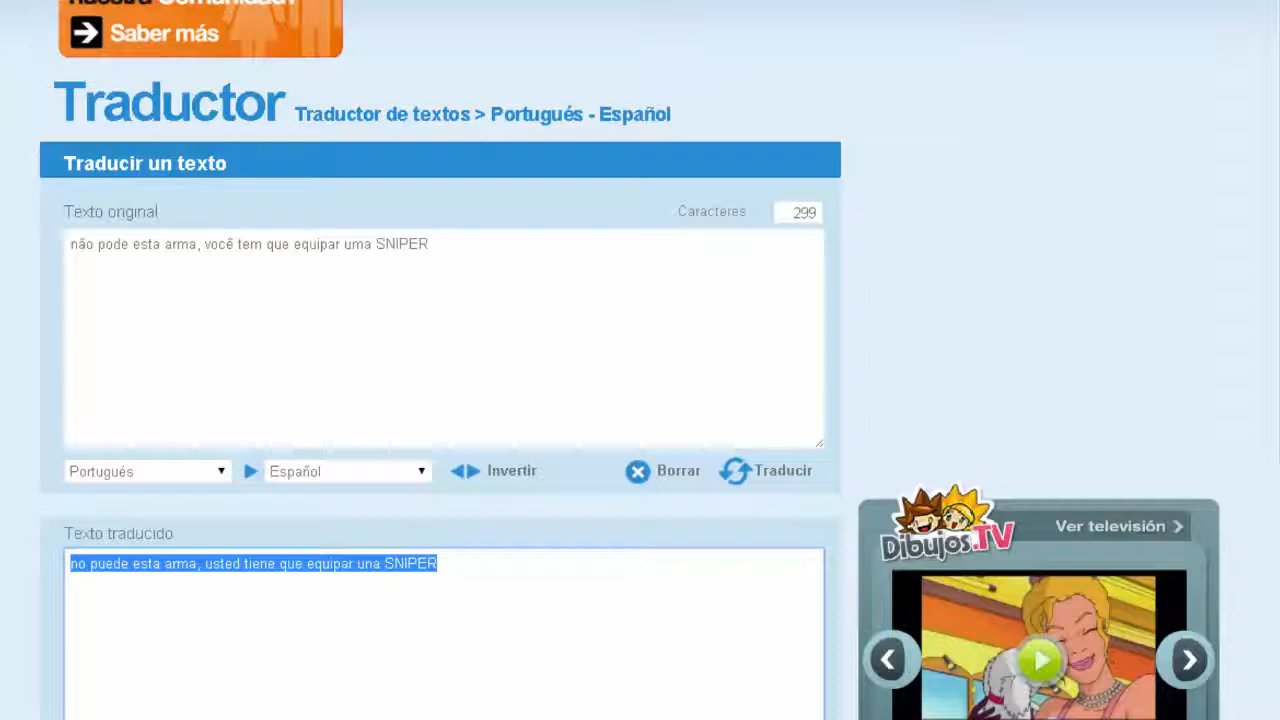 nuestra Comunidad
Saber más
Traductor Traductor de textos > Portugués - Español
Traducir un texto
Texto original Caracteres 299
não pode esta arma, você tem que equipar uma SNIPER
Portugués Español Invertir Borrar Traducir
Texto traducido
no puede esta arma, usted tiene que equipar una SNIPER
Ver televisión
Dibujos.TV